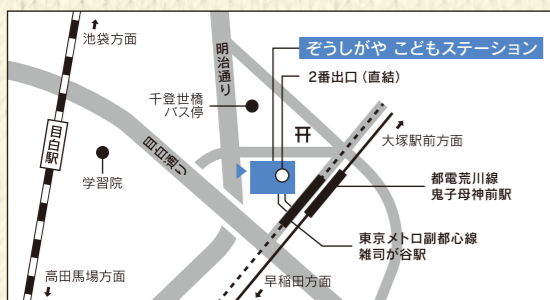 池袋方面
明治通り
ぞうしがや こどもステーション
2番出口（直結）
千登世橋
バス停
目白駅
目白通り
学習院
大塚駅前方面
都電荒川線
鬼子母神前駅
東京メトロ副都心線
雑司が谷駅
高田馬場方面
早稲田方面